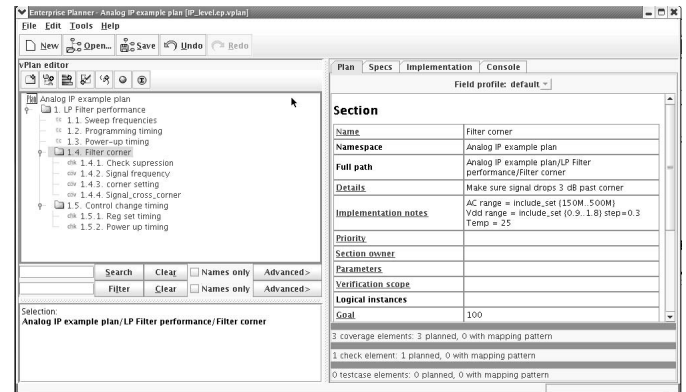 Enterprise Planner - Analog IP example plan [IP_level.ep.vplan]
File Edit Tools Help
New Open... Save Undo Redo
vPlan editor
Analog IP example plan
1. LP Filter performance
1.1. Sweep frequencies
1.2. Programming timing
1.3. Power-up timing
1.4. Filter corner
1.4.1. Check supression
1.4.2. Signal frequency
1.4.3. corner setting
1.4.4. Signal_cross_corner
1.5. Control change timing
1.5.1. Reg set timing
1.5.2. Power up timing
Search Clear Names only Advanced>
Filter Clear Names only Advanced>
Selection:
Analog IP example plan/LP Filter performance/Filter corner
Plan Specs Implementation Console
Field profile: default
Section
Name Filter corner
Namespace Analog IP example plan
Full path Analog IP example plan/LP Filter
performance/Filter corner
Details Make sure signal drops 3 dB past corner
Implementation notes AC range = include_set {150M..500M}
Vdd range = include_set {0.9..1.8} step=0.3
Temp = 25
Priority
Section owner
Parameters
Verification scope
Logical instances
Goal 100
3 coverage elements: 3 planned, 0 with mapping pattern
1 check element: 1 planned, 0 with mapping pattern
0 testcase elements: 0 planned, 0 with mapping pattern